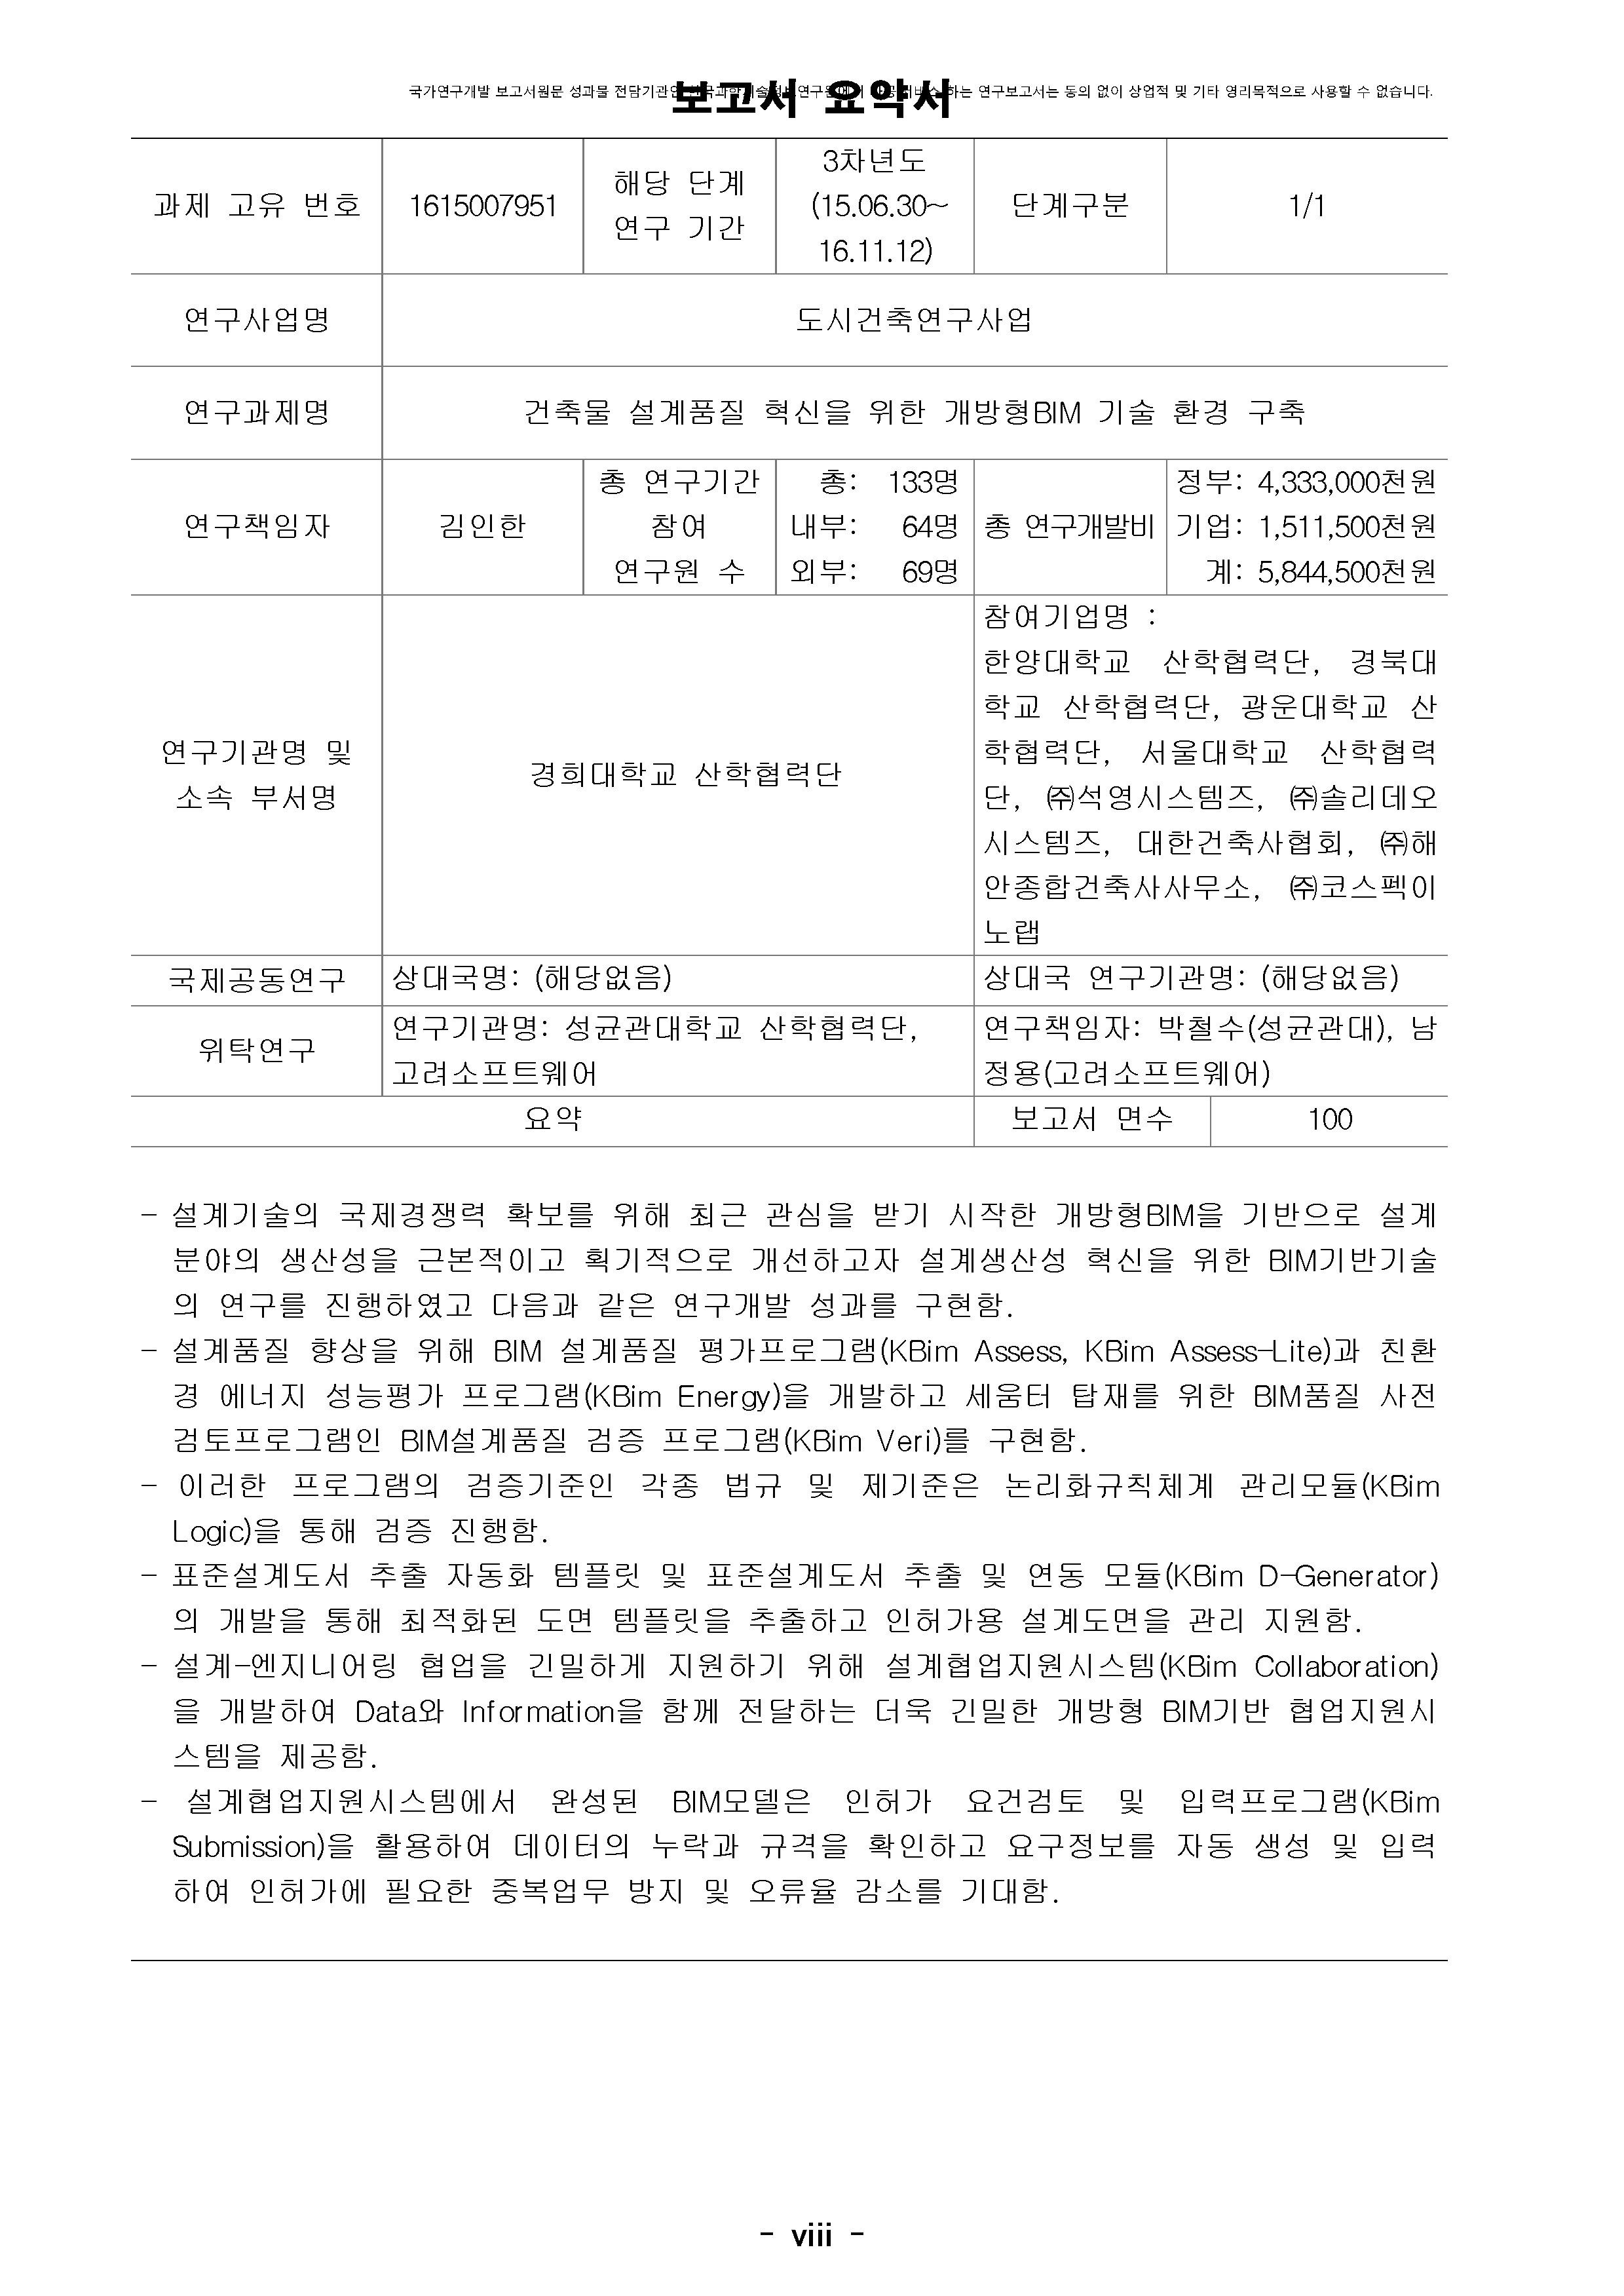 국가연구개발 보고서원문 성과물 전담기관인 한국과학기술정보연구원에서 가공·서비스 하는 연구보고서는 동의 없이 상업적 및 기타 영리목적으로 사용할 수 없습니다.
보고서 요약서
과제 고유 번호
1615007951
해당 단계
연구 기간
3차년도
(15.06.30~
16.11.12)
단계구분
1/1
연구사업명
도시건축연구사업
연구과제명
건축물 설계품질 혁신을 위한 개방형BIM 기술 환경 구축
연구책임자
김인한
총 연구기간
참여
연구원 수
총: 133명
내부: 64명
외부: 69명
총 연구개발비
정부: 4,333,000천원
기업: 1,511,500천원
계: 5,844,500천원
연구기관명 및
소속 부서명
경희대학교 산학협력단
참여기업명 :
한양대학교 산학협력단, 경북대
학교 산학협력단, 광운대학교 산
학협력단, 서울대학교 산학협력
단, ㈜석영시스템즈, ㈜솔리데오
시스템즈, 대한건축사협회, ㈜해
안종합건축사사무소, ㈜코스펙이
노랩
국제공동연구
상대국명: (해당없음)
상대국 연구기관명: (해당없음)
위탁연구
연구기관명: 성균관대학교 산학협력단,
고려소프트웨어
연구책임자: 박철수(성균관대), 남
정용(고려소프트웨어)
요약
보고서 면수
100
- 설계기술의 국제경쟁력 확보를 위해 최근 관심을 받기 시작한 개방형BIM을 기반으로 설계
분야의 생산성을 근본적이고 획기적으로 개선하고자 설계생산성 혁신을 위한 BIM기반기술
의 연구를 진행하였고 다음과 같은 연구개발 성과를 구현함.
- 설계품질 향상을 위해 BIM 설계품질 평가프로그램(KBim Assess, KBim Assess-Lite)과 친환
경 에너지 성능평가 프로그램(KBim Energy)을 개발하고 세움터 탑재를 위한 BIM품질 사전
검토프로그램인 BIM설계품질 검증 프로그램(KBim Veri)를 구현함.
- 이러한 프로그램의 검증기준인 각종 법규 및 제기준은 논리화규칙체계 관리모듈(KBim
Logic)을 통해 검증 진행함.
- 표준설계도서 추출 자동화 템플릿 및 표준설계도서 추출 및 연동 모듈(KBim D-Generator)
의 개발을 통해 최적화된 도면 템플릿을 추출하고 인허가용 설계도면을 관리 지원함.
- 설계-엔지니어링 협업을 긴밀하게 지원하기 위해 설계협업지원시스템(KBim Collaboration)
을 개발하여 Data와 Information을 함께 전달하는 더욱 긴밀한 개방형 BIM기반 협업지원시
스템을 제공함.
- 설계협업지원시스템에서 완성된 BIM모델은 인허가 요건검토 및 입력프로그램(KBim
Submission)을 활용하여 데이터의 누락과 규격을 확인하고 요구정보를 자동 생성 및 입력
하여 인허가에 필요한 중복업무 방지 및 오류율 감소를 기대함.
- viii -